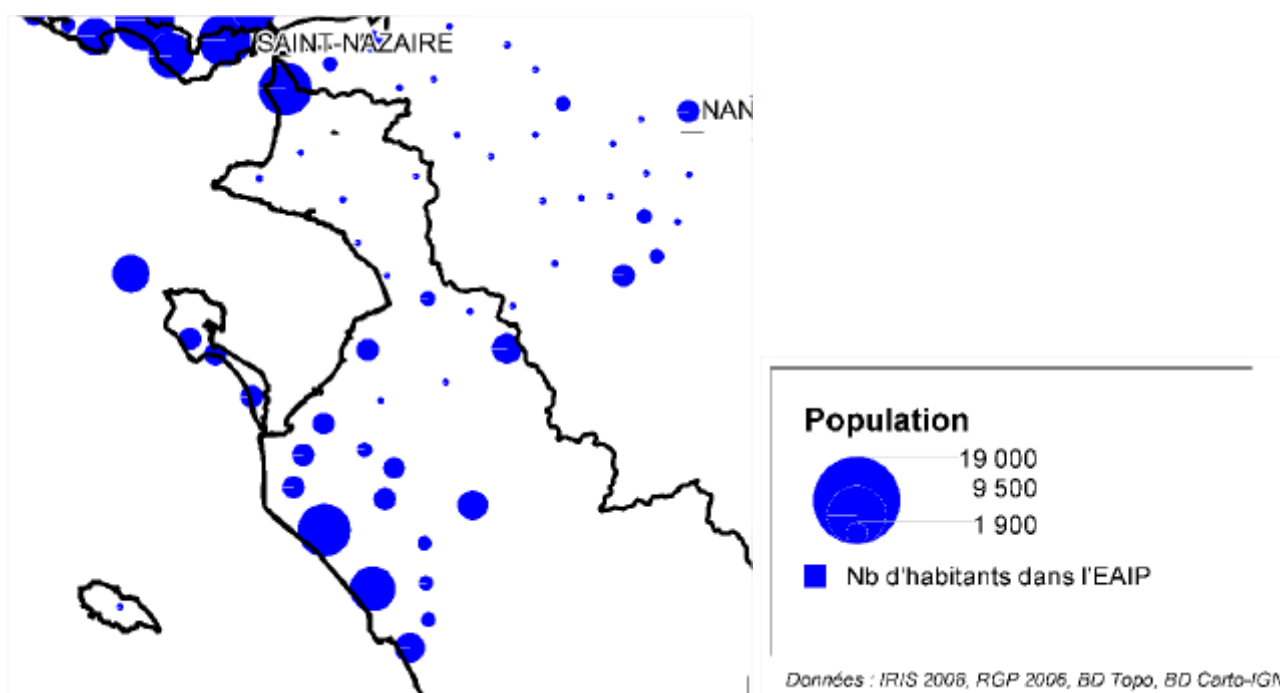 SAINT-NAZAIRE
NAN
Population
19 000
9 500
1 900
Nb d'habitants dans l'EAIP
Données : IRIS 2006, RGP 2006, BD Topo, BD Carto-IGN